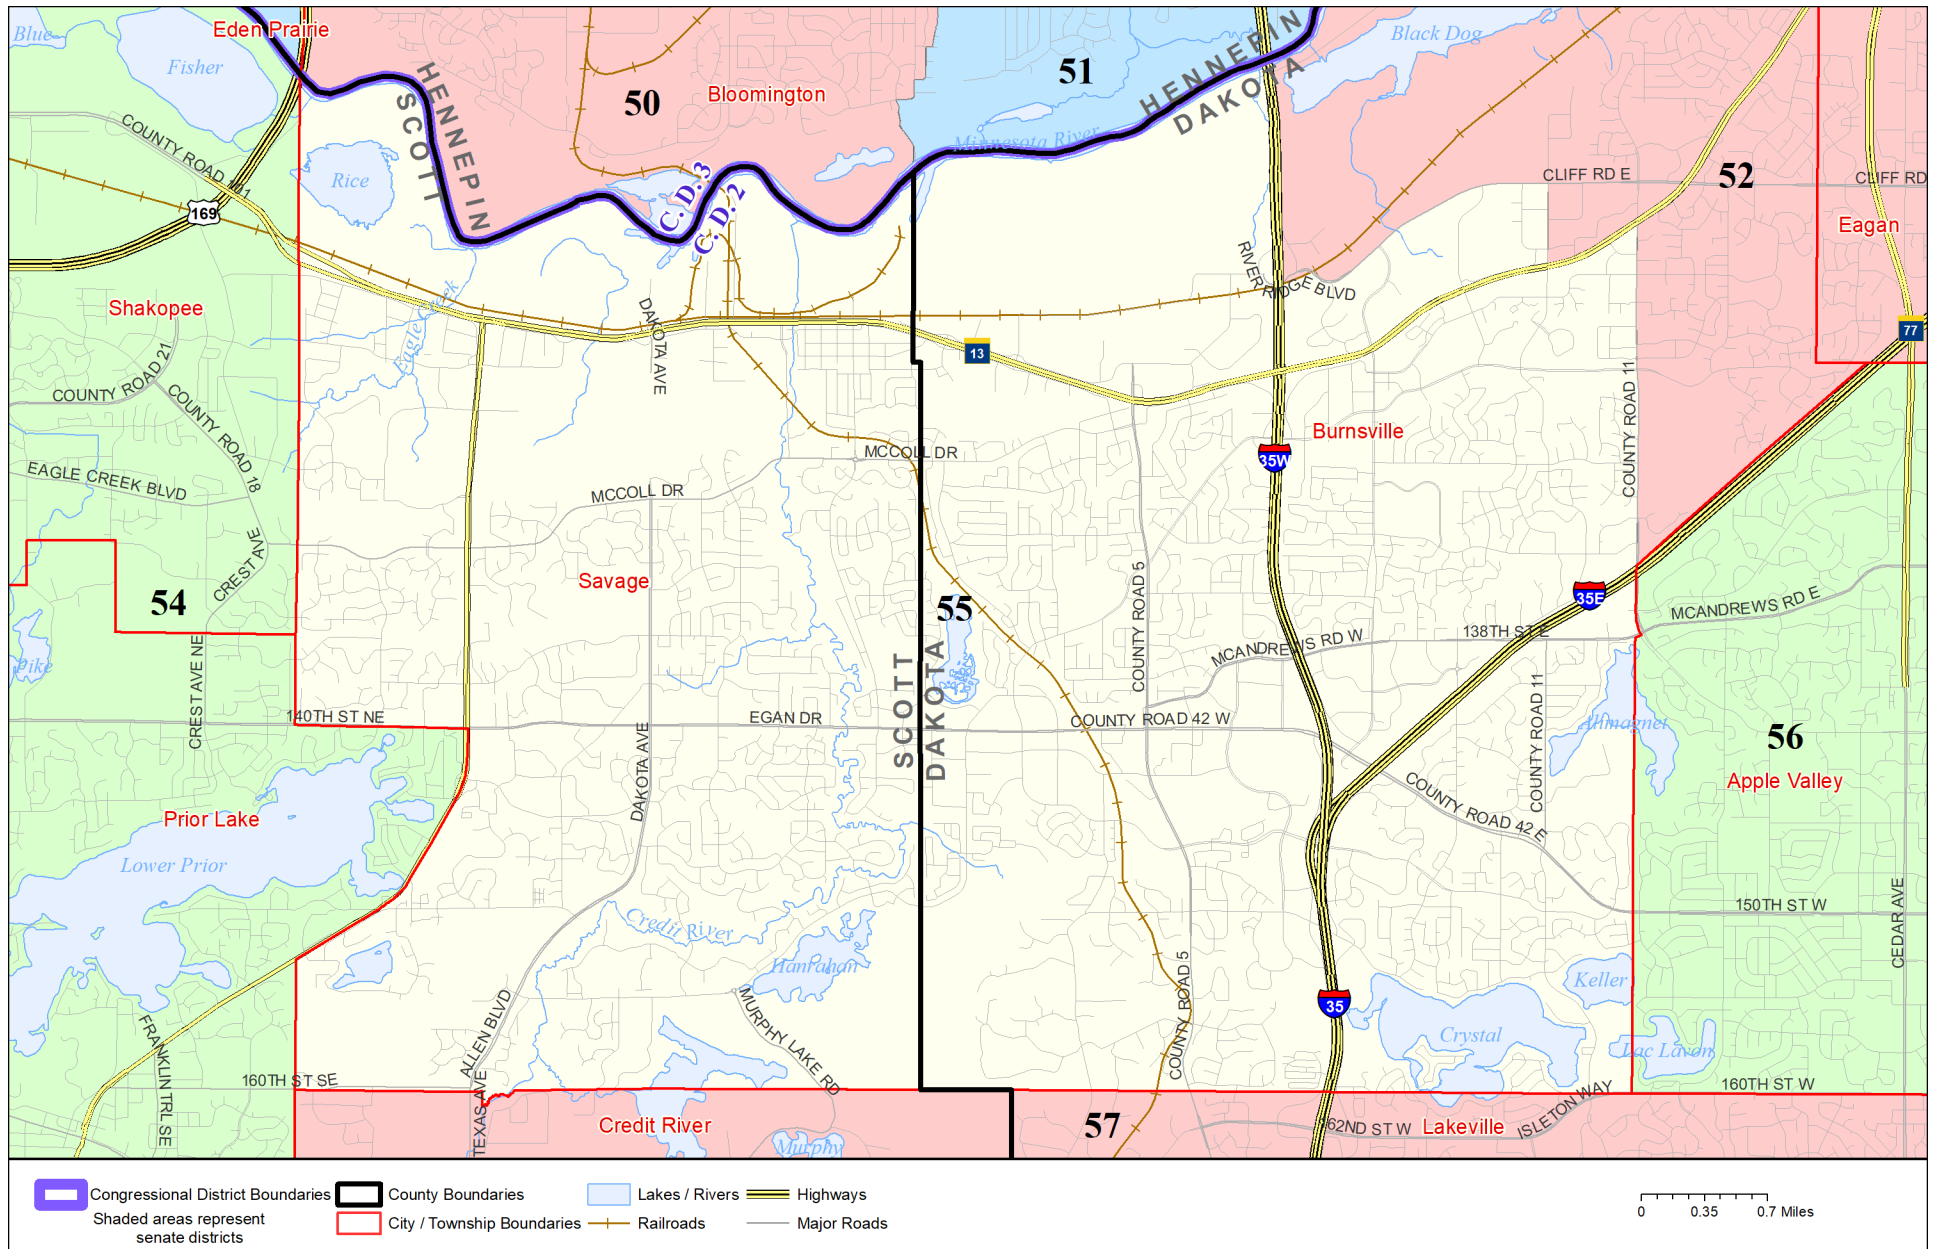 Eden Prairie
Blue
Fisher
HENNEPIN
SCOTT
50
Bloomington
51
HENNEPIN
DAKOTA
Black Dog
Minnesota River
COUNTY ROAD 101
Rice
169
C. D. 3
C. D. 2
CLIFF RD E
52
CLIFF RD
Eagan
RIVER RIDGE BLVD
Shakopee
Eagle Creek
DAKOTA AVE
13
77
COUNTY ROAD 21
COUNTY ROAD 18
COUNTY ROAD 11
Burnsville
MCCOLL DR
35W
EAGLE CREEK BLVD
MCCOLL DR
CREST AVE
54
Savage
55
COUNTY ROAD 5
35E
MCANDREWS RD E
138TH ST E
MCANDREWS RD W
Pike
CREST AVE NE
SCOTT
DAKOTA
140TH ST NE
EGAN DR
COUNTY ROAD 42 W
COUNTY ROAD 11
Alimagnet
56
Apple Valley
DAKOTA AVE
COUNTY ROAD 42 E
Prior Lake
Lower Prior
150TH ST W
CEDAR AVE
Credit River
Hanrahan
COUNTY ROAD 5
Keller
35
Crystal
Lac Lavon
MURPHY LAKE RD
ALLEN BLVD
FRANKLIN TRL SE
160TH ST SE
160TH ST W
TEXAS AVE
Credit River
Murphy
57
62ND ST W
Lakeville
ISLETON WAY
Congressional District Boundaries
County Boundaries
Lakes / Rivers
Highways
Shaded areas represent
senate districts
City / Township Boundaries
Railroads
Major Roads
0 0.35 0.7 Miles